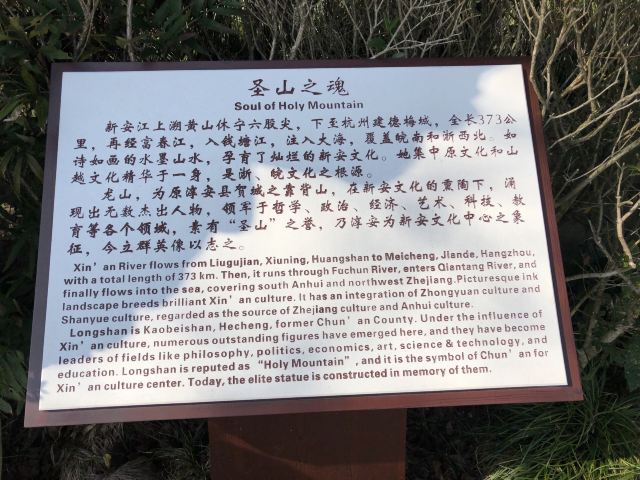 圣山之魂
Soul of Holy Mountain
新安江上溯黄山休宁六股尖，下至杭州建德梅城，全长373公
里，再经富春江，入钱塘江，注入大海，覆盖皖南和浙西北。如
诗如画的水墨山水，孕育了灿烂的新安文化。她集中原文化和山
越文化精华于一身，是浙、皖文化之根源。
龙山，为原淳安县贺城之靠背山，在新安文化的熏陶下，涌
现出无数杰出人物，领军于哲学、政治、经济、艺术、科技、教
育等各个领域，素有“圣山”之誉，乃淳安为新安文化中心之象
征，今立群英像以志之。
Xin'an River flows from Liugujian, Xiuning, Huangshan to Meicheng, Jiande, Hangzhou,
with a total length of 373 km. Then, it runs through Fuchun River, enters Qiantang River, and
finally flows into the sea, covering south Anhui and northwest Zhejiang. Picturesque ink
landscape breeds brilliant Xin'an culture. It has an integration of Zhongyuan culture and
Shanyue culture, regarded as the source of Zhejiang culture and Anhui culture.
Longshan is Kaobeishan, Hecheng, former Chun'an County. Under the influence of
Xin'an culture, numerous outstanding figures have emerged here, and they have become
leaders of fields like philosophy, politics, economics, art, science & technology, and
education. Longshan is reputed as “Holy Mountain”, and it is the symbol of Chun'an for
Xin'an culture center. Today, the elite statue is constructed in memory of them.